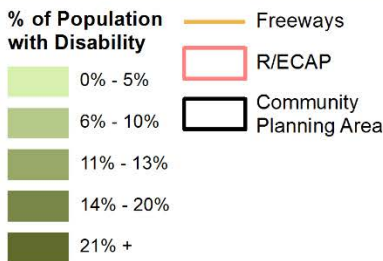 % of Population
with Disability
0% - 5%
6% - 10%
11% - 13%
14% - 20%
21% +
Freeways
R/ECAP
Community
Planning Area